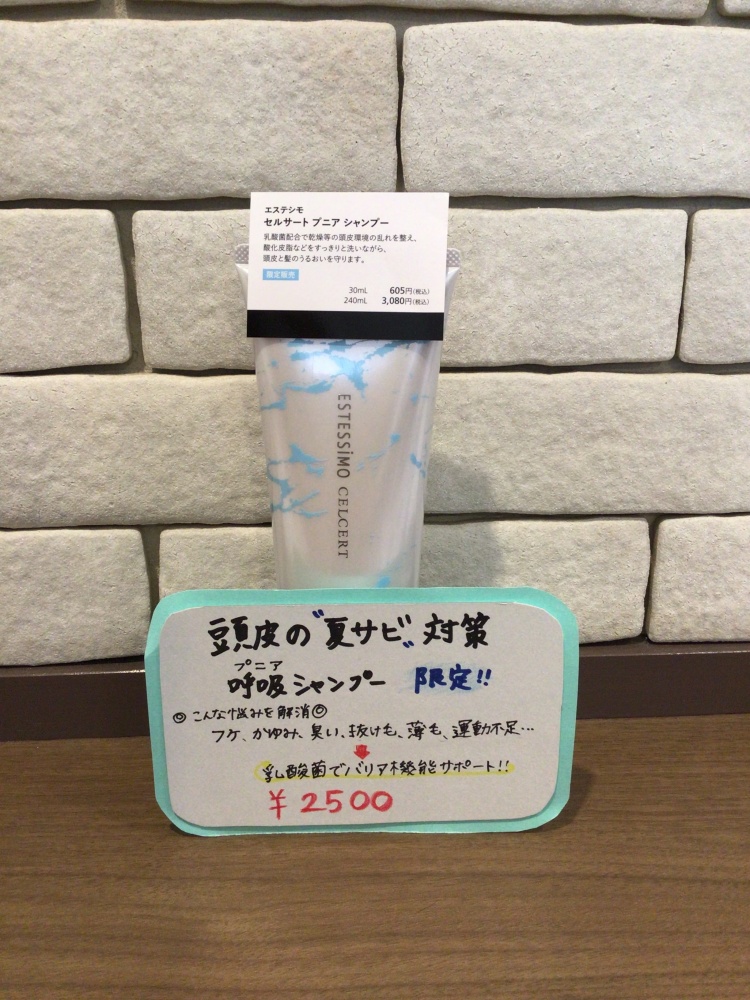 エステシモ
セルサート プニア シャンプー
乳酸菌配合で乾燥等の頭皮環境の乱れを整え、
酸化皮脂などをすっきりと洗いながら、
頭皮と髪のうるおいを守ります。
限定販売
30mL 605円(税込)
240mL 3,080円(税込)
ESTESSiMO CELCERT
頭皮の〝夏サビ〟対策
プニア
呼吸シャンプー 限定!!
◎こんな悩みを解消◎
フケ、かゆみ、臭い、抜け毛、薄毛、運動不足…
乳酸菌でバリア機能サポート!!
¥2500